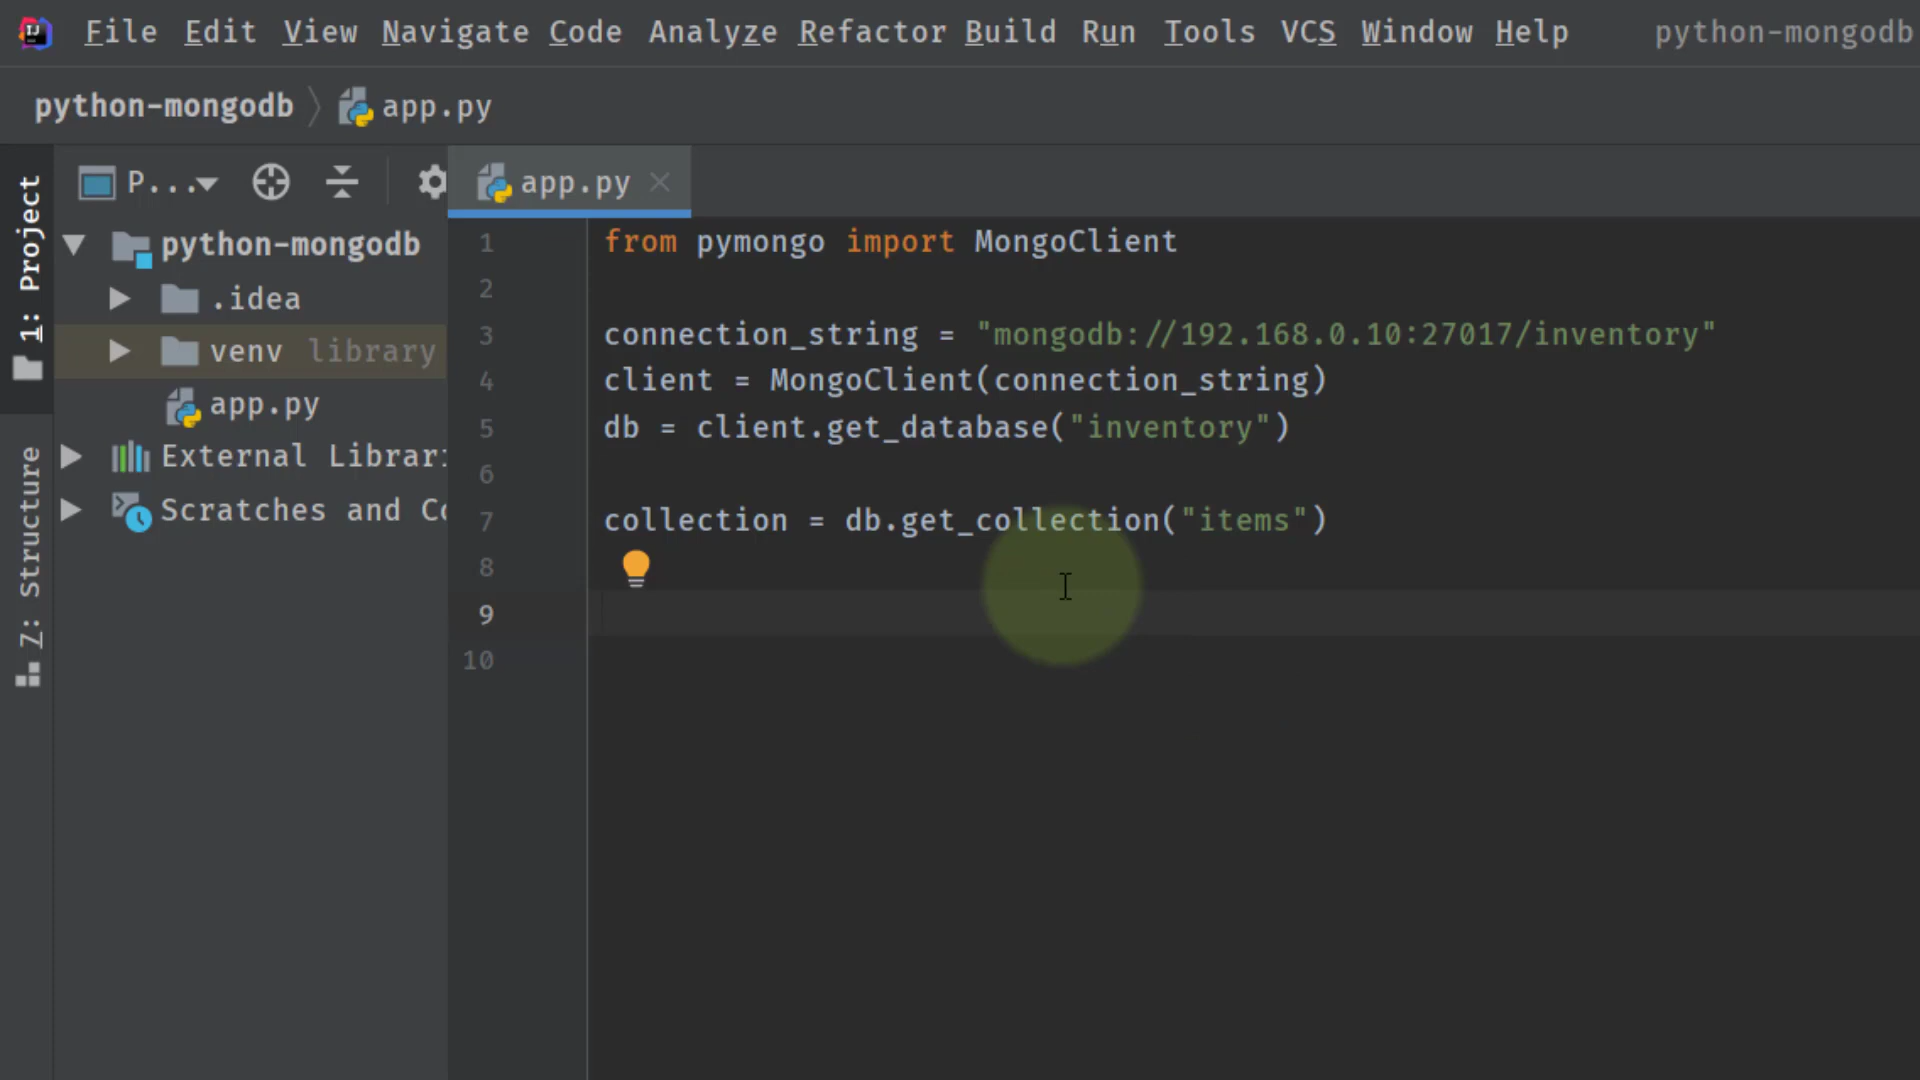 File Edit View Navigate Code Analyze Refactor Build Run Tools VCS Window Help python-mongodb
python-mongodb app.py
1: Project
Z: Structure
P...
python-mongodb
.idea
venv library
app.py
External Librar
Scratches and Co
app.py
1 from pymongo import MongoClient
2
3 connection_string = "mongodb://192.168.0.10:27017/inventory"
4 client = MongoClient(connection_string)
5 db = client.get_database("inventory")
6
7 collection = db.get_collection("items")
8
9
10